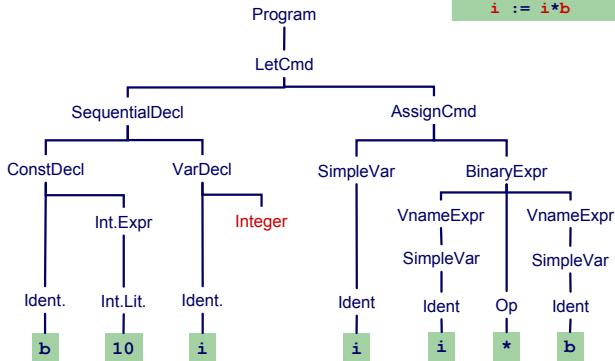 Program
i := i*b
LetCmd
SequentialDecl AssignCmd
ConstDecl VarDecl SimpleVar BinaryExpr
Int.Expr Integer VnameExpr VnameExpr
SimpleVar SimpleVar
Ident. Int.Lit. Ident. Ident Ident Op Ident
b 10 i i i * b